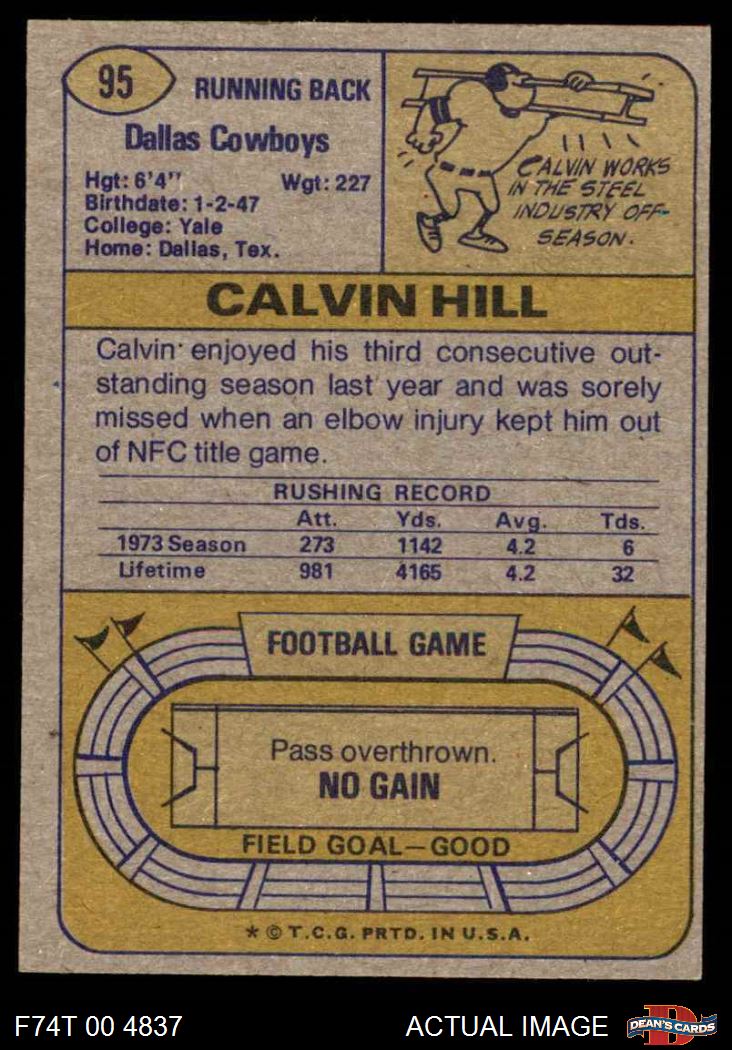 95
RUNNING BACK
Dallas Cowboys
Hgt: 6'4" Wgt: 227
Birthdate: 1-2-47
College: Yale
Home: Dallas, Tex.
CALVIN WORKS
IN THE STEEL
INDUSTRY OFF-
SEASON.
CALVIN HILL
Calvin enjoyed his third consecutive out-
standing season last year and was sorely
missed when an elbow injury kept him out
of NFC title game.
RUSHING RECORD
Att. Yds. Avg. Tds.
1973 Season 273 1142 4.2 6
Lifetime 981 4165 4.2 32
FOOTBALL GAME
Pass overthrown.
NO GAIN
FIELD GOAL—GOOD
* © T.C.G. PRTD. IN U.S.A.
F74T 00 4837
ACTUAL IMAGE
D
DEAN'S CARDS